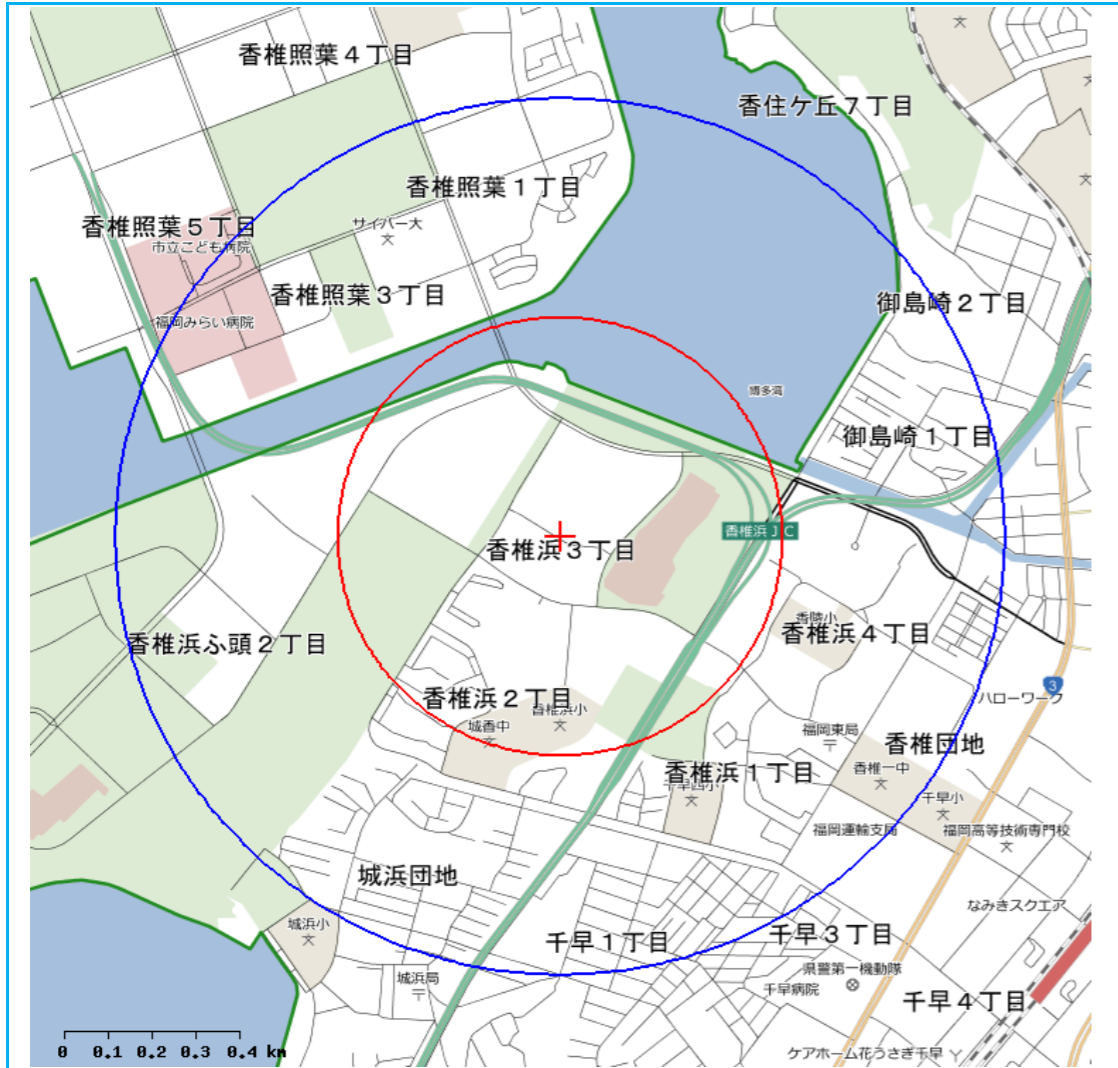 香椎照葉４丁目
香住ケ丘７丁目
香椎照葉１丁目
サイバー大
香椎照葉５丁目
市立こども病院
香椎照葉３丁目
御島崎２丁目
福岡みらい病院
博多湾
御島崎１丁目
香椎浜ＪＣ
香椎浜３丁目
香陵小
香椎浜４丁目
香椎浜ふ頭２丁目
3
ハローワーク
香椎浜２丁目
香椎浜小
城香中
福岡東局
香椎団地
香椎浜１丁目
千早西小
香椎一中
千早小
福岡運輸支局
福岡高等技術専門校
城浜団地
なみきスクエア
城浜小
千早１丁目
千早３丁目
県警第一機動隊
城浜局
千早病院
千早４丁目
0 0.1 0.2 0.3 0.4 km
ケアホーム花うさぎ千早